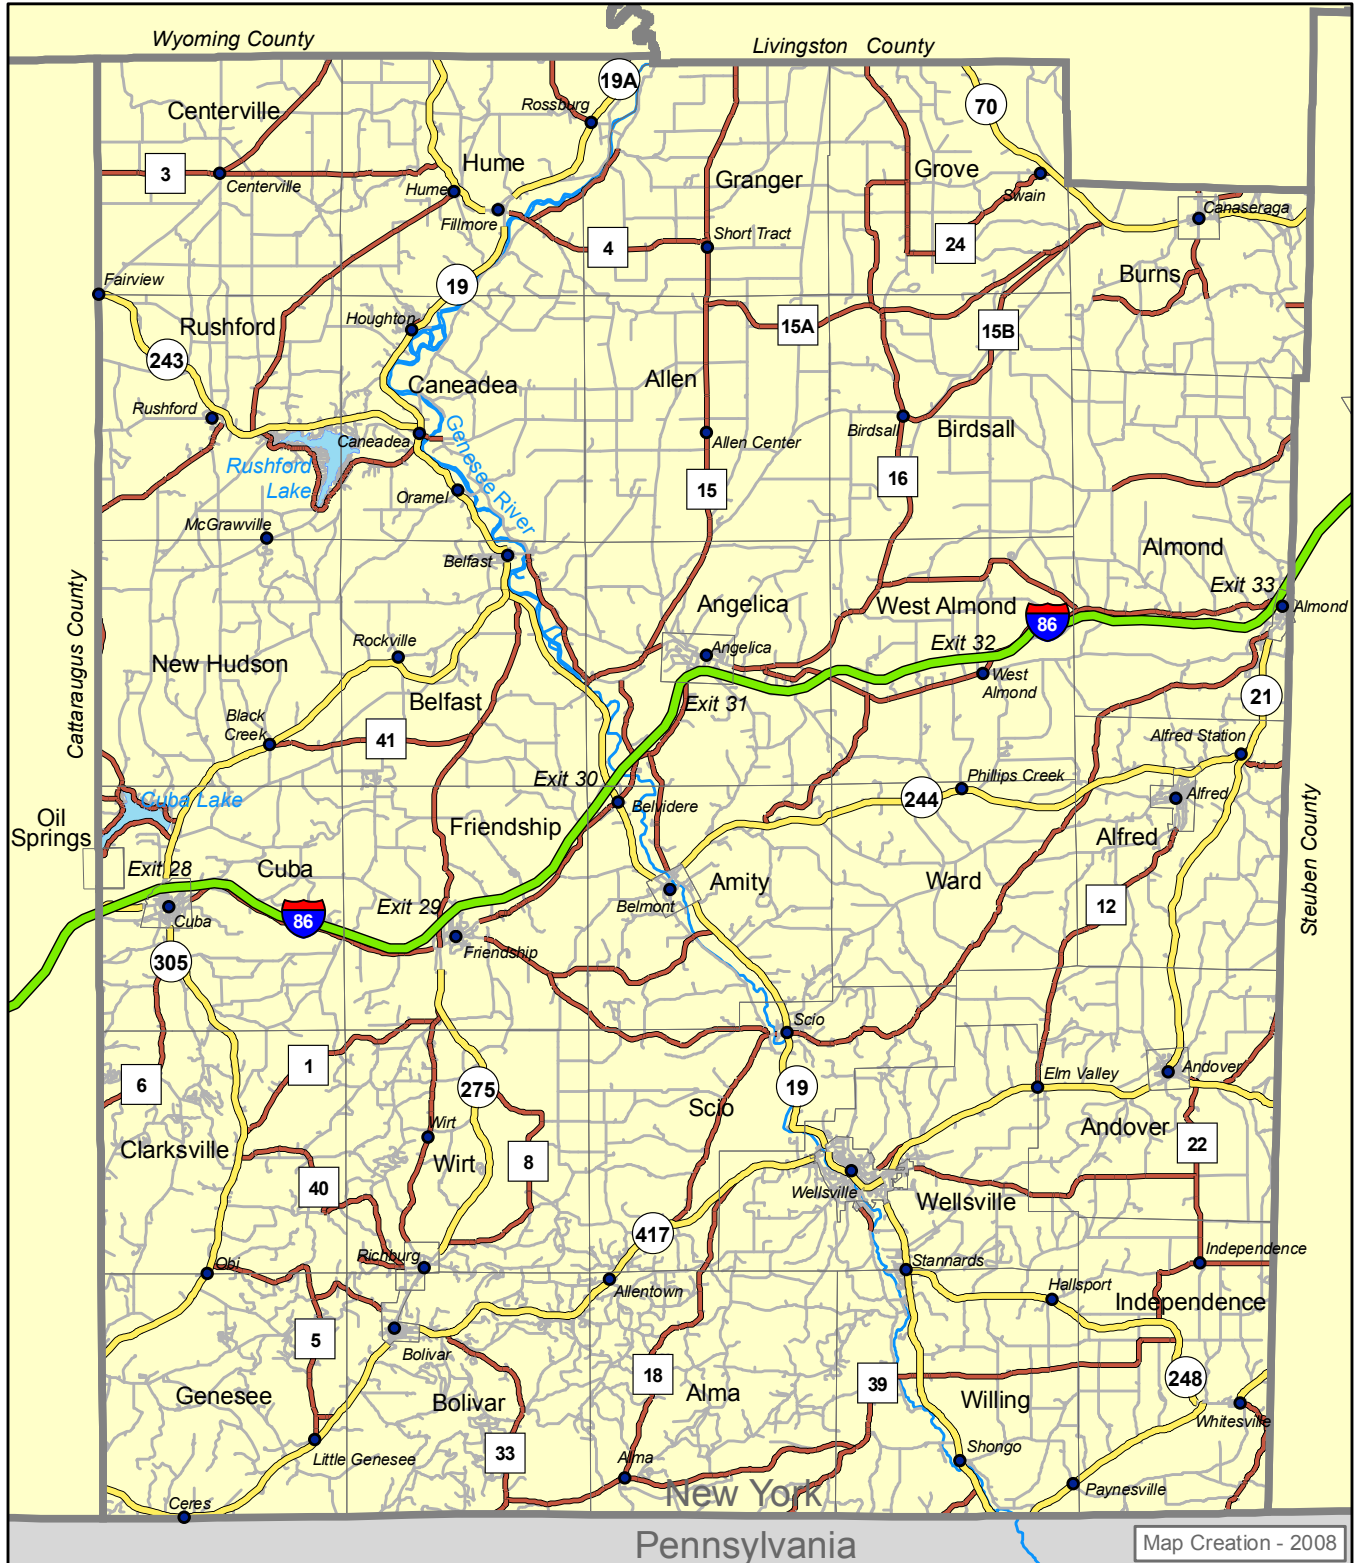 Wyoming County
Livingston County
19A
70
Centerville
Rossburg
Hume
Grove
3
Centerville
Hume
Granger
Swain
Fillmore
Canaseraga
Short Tract
4
24
Fairview
Burns
19
Rushford
Houghton
15A
15B
243
Caneadea
Allen
Rushford
Caneadea
Allen Center
Birdsall
Birdsall
Genesee River
Rushford
Lake
Oramel
15
16
McGrawville
Belfast
Almond
Cattaraugus County
Angelica
West Almond
Exit 33
Almond
86
Rockville
Angelica
Exit 32
New Hudson
West
Almond
Belfast
Exit 31
21
Black
Creek
41
Alfred Station
Exit 30
Phillips Creek
Cuba Lake
Belvidere
244
Alfred
Oil
Springs
Friendship
Alfred
Steuben County
Exit 28
Cuba
Amity
Ward
Exit 29
Belmont
12
Cuba
86
Friendship
305
Scio
1
6
275
19
Elm Valley
Andover
Scio
Wirt
Andover
Clarksville
Wirt
8
22
40
Wellsville
Wellsville
417
Richburg
Stannards
Independence
Obi
Allentown
Hallsport
Independence
5
Bolivar
18
39
248
Genesee
Bolivar
Alma
Willing
Whitesville
33
Little Genesee
Alma
Shongo
Ceres
New York
Paynesville
Pennsylvania
Map Creation - 2008